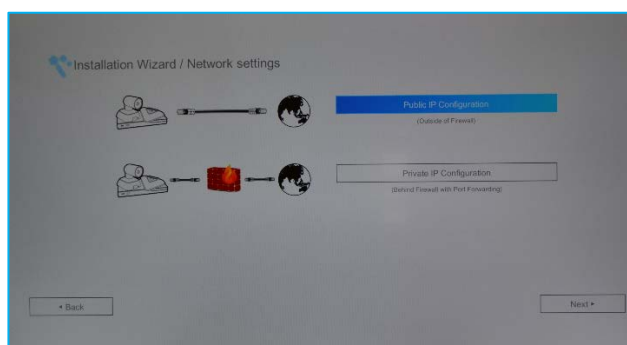 Installation Wizard / Network settings
Public IP Configuration
(Outside of Firewall)
Private IP Configuration
(Behind Firewall with Port Forwarding)
◂ Back
Next ▸